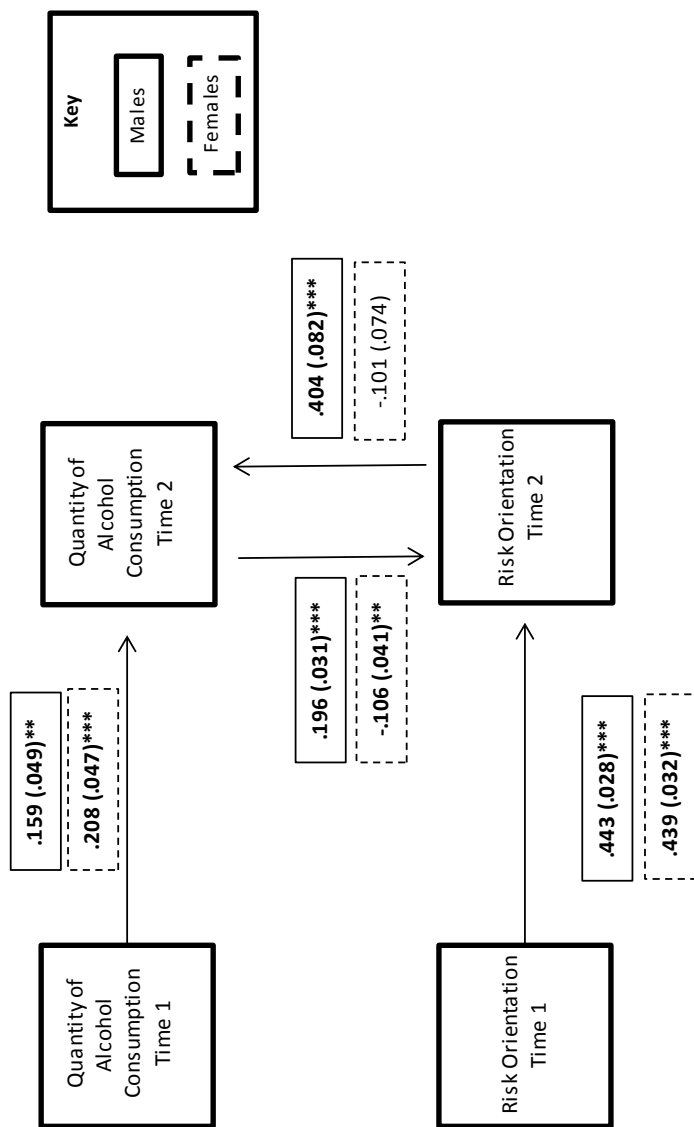 Quantity of
Alcohol
Consumption
Time 1
.159 (.049)**
.208 (.047)***
Quantity of
Alcohol
Consumption
Time 2
Key
Males
Females
.196 (.031)***
-.106 (.041)**
.404 (.082)***
-.101 (.074)
Risk Orientation
Time 1
.443 (.028)***
.439 (.032)***
Risk Orientation
Time 2